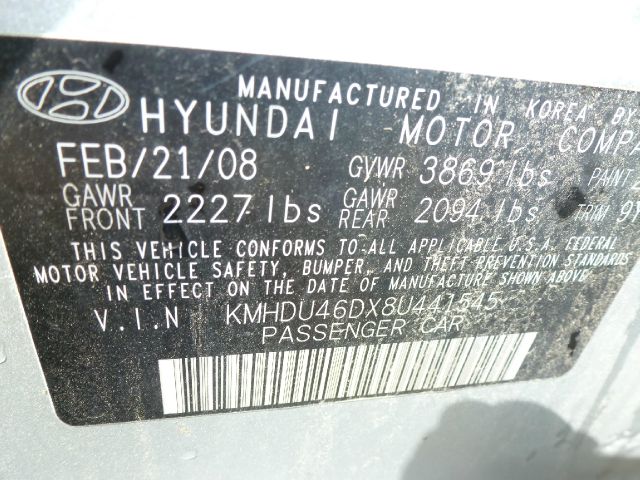 MANUFACTURED IN KOREA BY
HYUNDAI MOTOR COMPA
FEB/21/08 GVWR 3869 lbs PAINT
GAWR FRONT 2227 lbs GAWR REAR 2094 lbs TRIM
THIS VEHICLE CONFORMS TO ALL APPLICABLE U.S.A. FEDERAL
MOTOR VEHICLE SAFETY, BUMPER, AND THEFT PREVENTION STANDARDS
IN EFFECT ON THE DATE OF MANUFACTURE SHOWN ABOVE
V.I.N KMHDU46DX8U441545
PASSENGER CAR